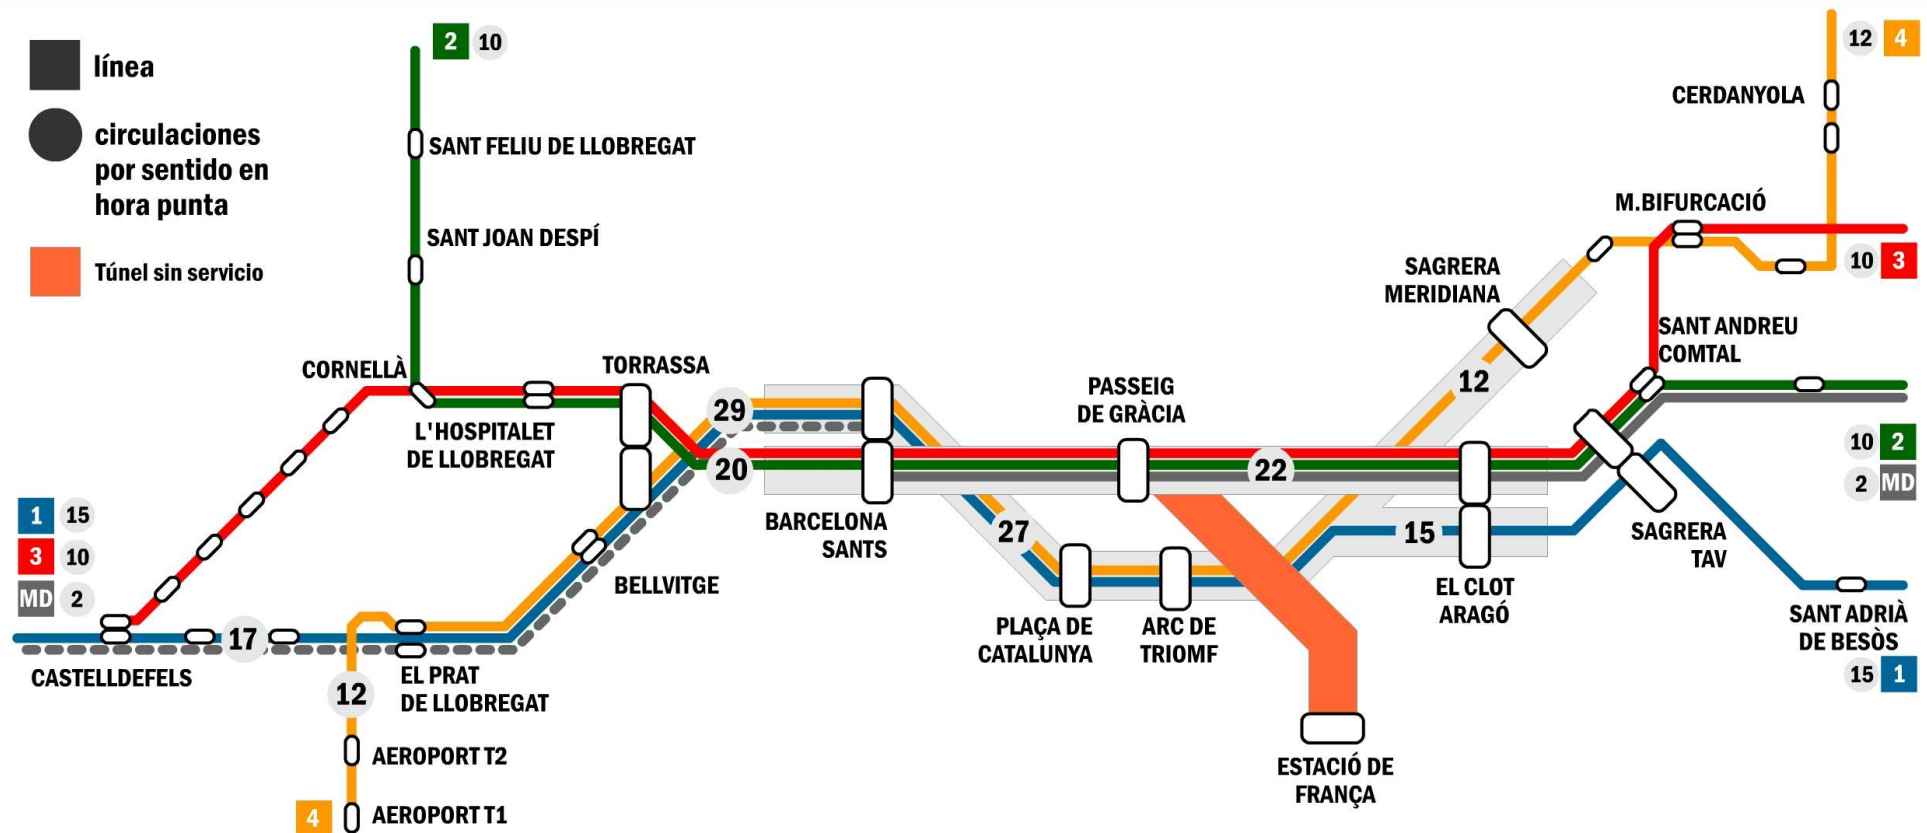 línea
circulaciones
por sentido en
hora punta
Túnel sin servicio
2 10
SANT FELIU DE LLOBREGAT
SANT JOAN DESPÍ
CORNELLÀ
L'HOSPITALET
DE LLOBREGAT
TORRASSA
29
20
1 15
3 10
MD 2
17
CASTELLDEFELS
12
EL PRAT
DE LLOBREGAT
AEROPORT T2
4
AEROPORT T1
BELLVITGE
BARCELONA
SANTS
27
PLAÇA DE
CATALUNYA
ARC DE
TRIOMF
PASSEIG
DE GRÀCIA
22
ESTACIÓ DE
FRANÇA
12
15
EL CLOT
ARAGÓ
SAGRERA
MERIDIANA
12 4
CERDANYOLA
M.BIFURCACIÓ
10 3
SANT ANDREU
COMTAL
10 2
2 MD
SAGRERA
TAV
SANT ADRIÀ
DE BESÒS
15 1